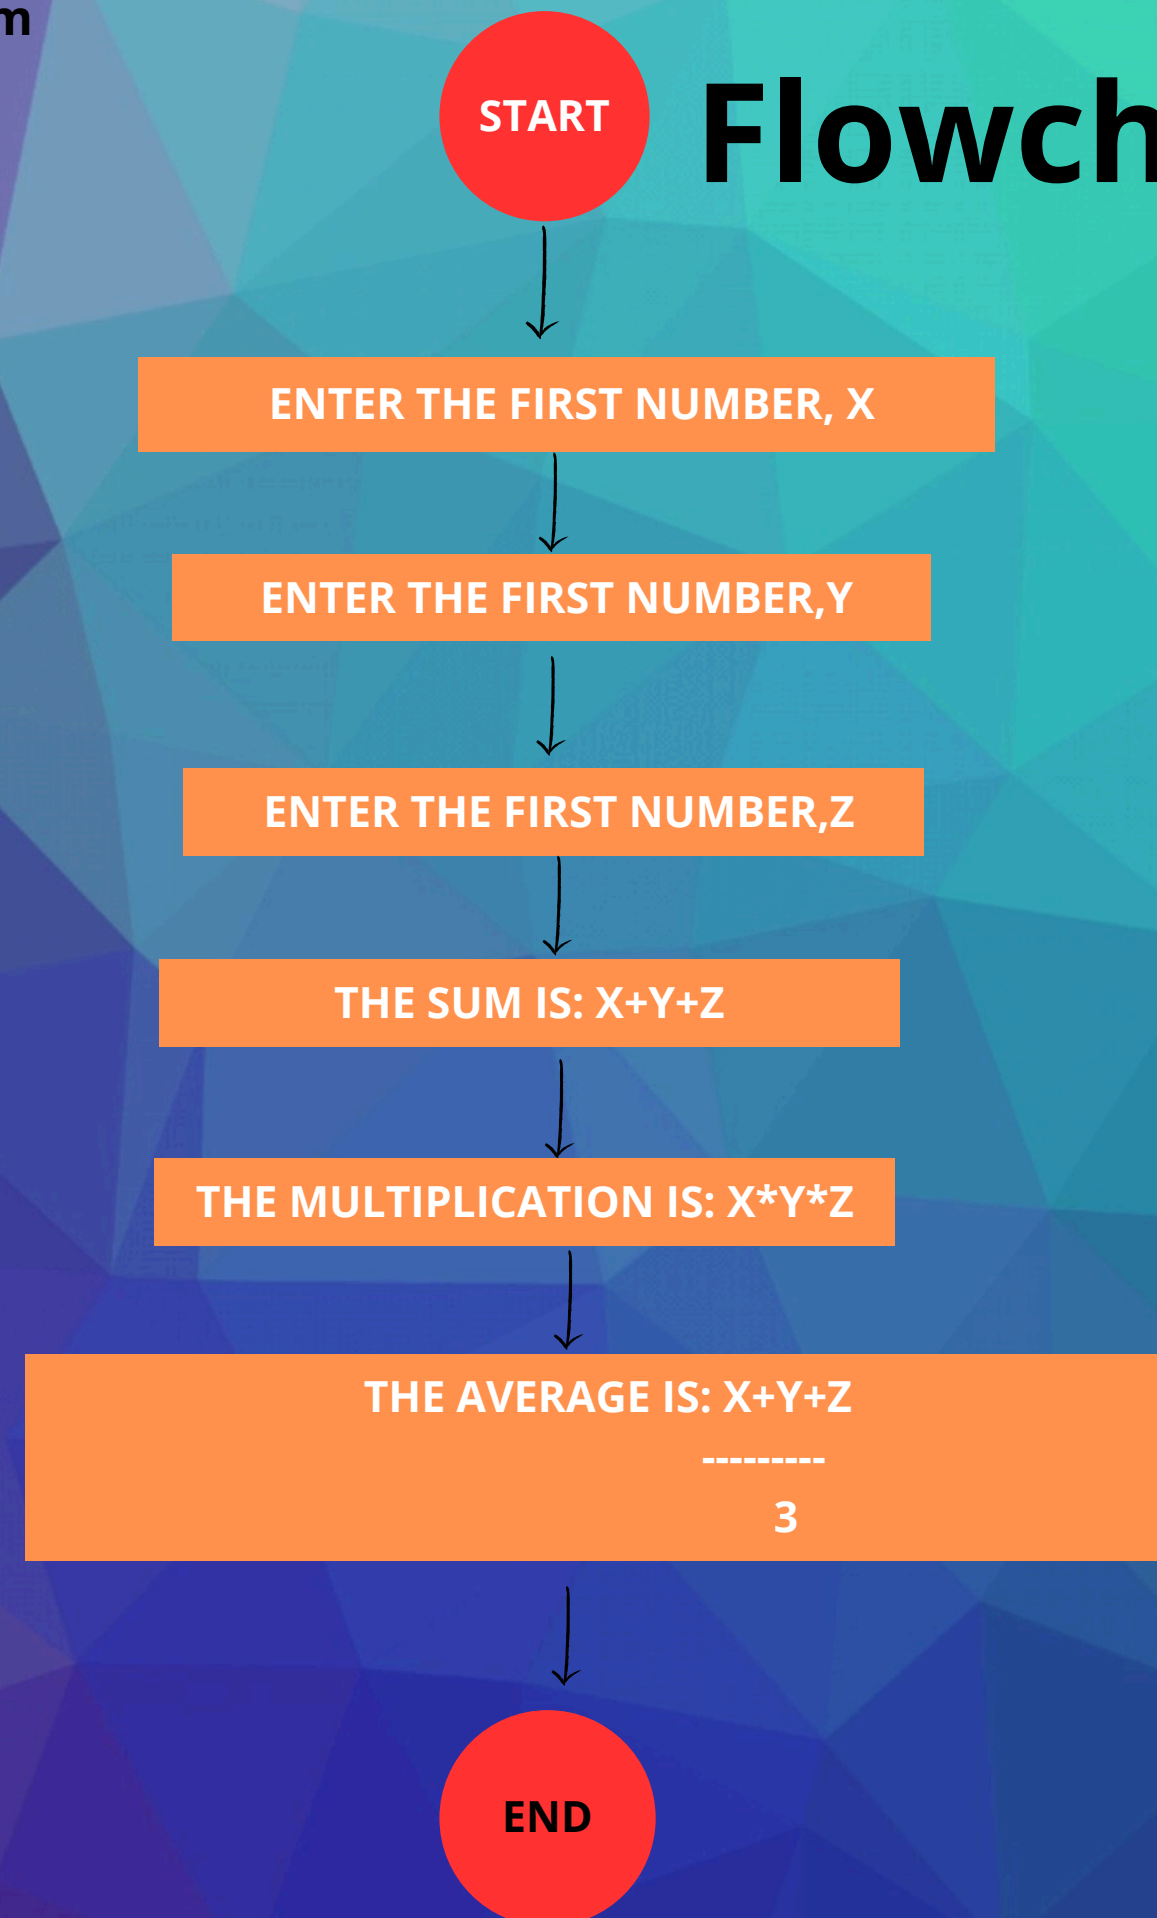 m
START
Flowch
ENTER THE FIRST NUMBER, X
ENTER THE FIRST NUMBER,Y
ENTER THE FIRST NUMBER,Z
THE SUM IS: X+Y+Z
THE MULTIPLICATION IS: X*Y*Z
THE AVERAGE IS: X+Y+Z
---------
3
END